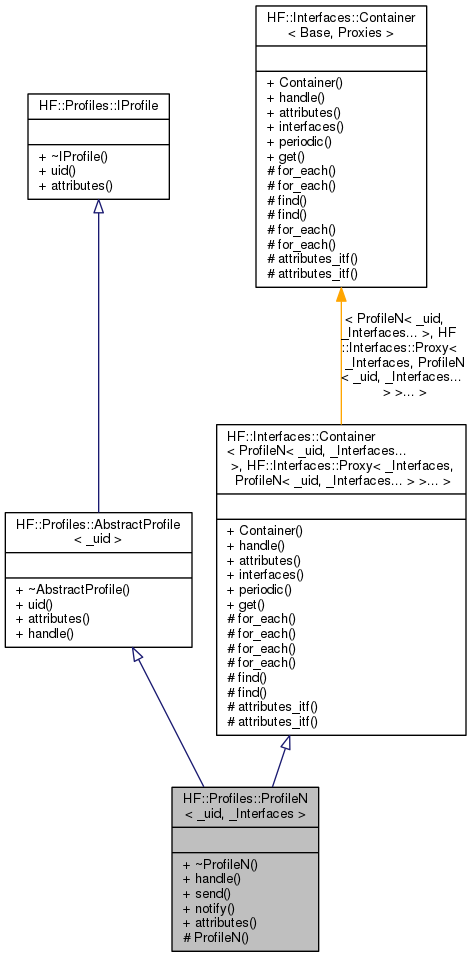 HF::Interfaces::Container
< Base, Proxies >
+ Container()
+ handle()
+ attributes()
+ interfaces()
+ periodic()
+ get()
# for_each()
# for_each()
# find()
# find()
# for_each()
# for_each()
# attributes_itf()
# attributes_itf()
HF::Profiles::IProfile
+ ~IProfile()
+ uid()
+ attributes()
< ProfileN< _uid,
_Interfaces... >, HF
::Interfaces::Proxy<
_Interfaces, ProfileN
< _uid, _Interfaces...
> >... >
HF::Interfaces::Container
< ProfileN< _uid, _Interfaces...
>, HF::Interfaces::Proxy< _Interfaces,
ProfileN< _uid, _Interfaces... > >... >
+ Container()
+ handle()
+ attributes()
+ interfaces()
+ periodic()
+ get()
# for_each()
# for_each()
# for_each()
# for_each()
# find()
# find()
# attributes_itf()
# attributes_itf()
HF::Profiles::AbstractProfile
< _uid >
+ ~AbstractProfile()
+ uid()
+ attributes()
+ handle()
HF::Profiles::ProfileN
< _uid, _Interfaces >
+ ~ProfileN()
+ handle()
+ send()
+ notify()
+ attributes()
# ProfileN()